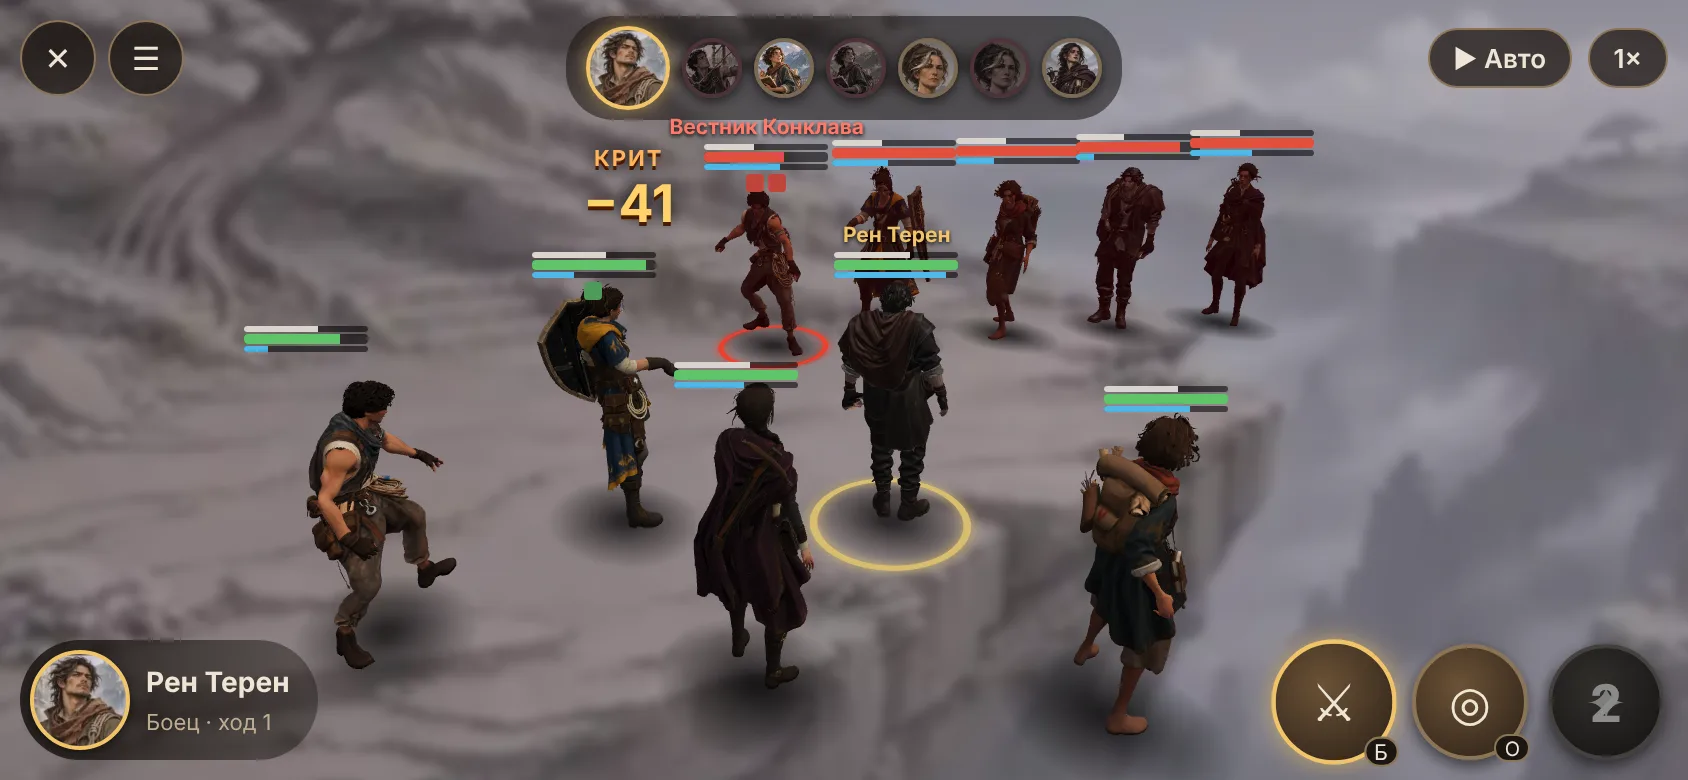 Авто
1×
Вестник Конклава
КРИТ
−41
Рен Терен
Рен Терен
Боец · ход 1
Б
О
2